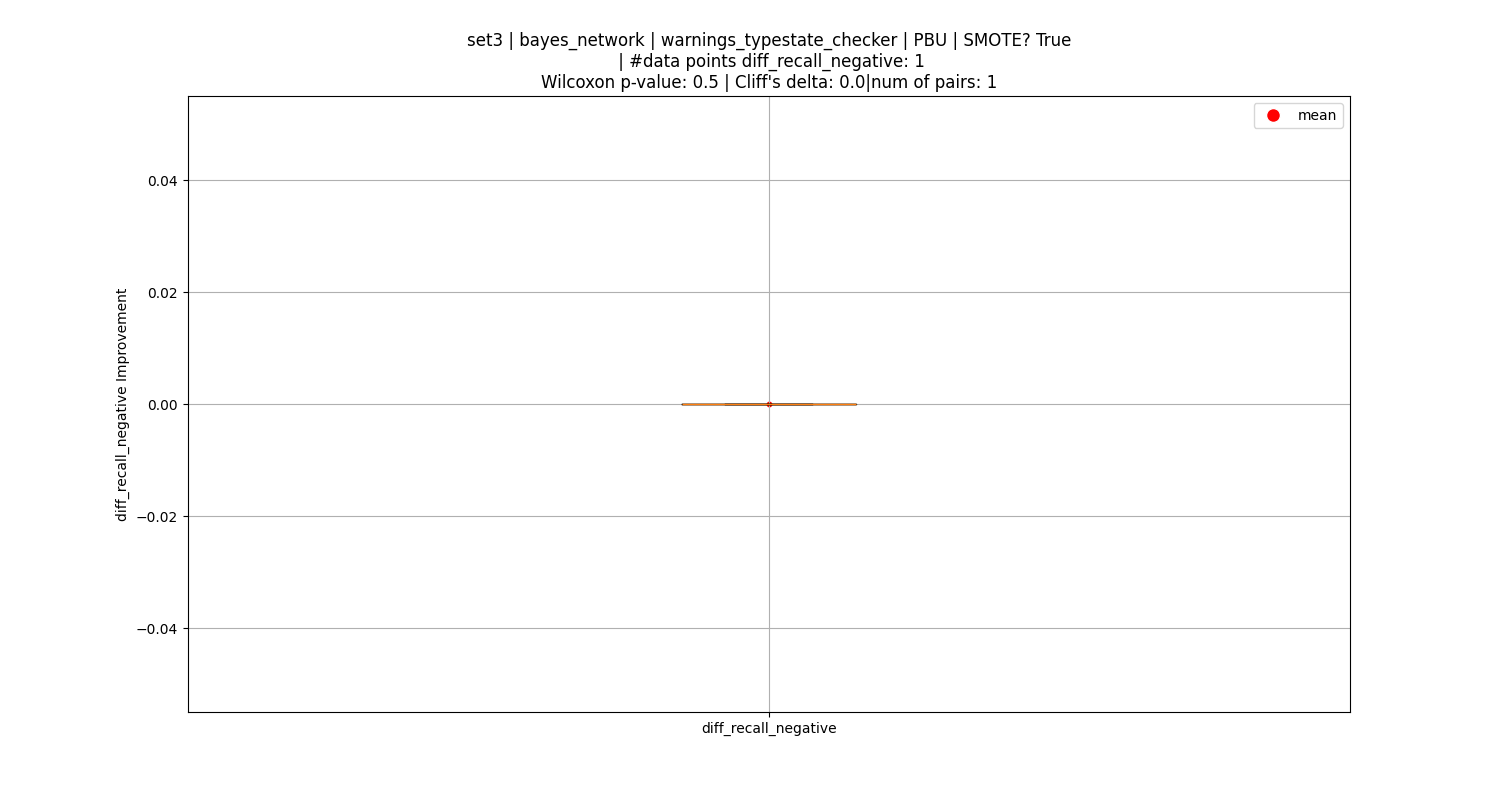 set3 | bayes_network | warnings_typestate_checker | PBU | SMOTE? True
| #data points diff_recall_negative: 1
Wilcoxon p-value: 0.5 | Cliff's delta: 0.0|num of pairs: 1
mean
0.04
0.02
0.00
−0.02
−0.04
diff_recall_negative Improvement
diff_recall_negative